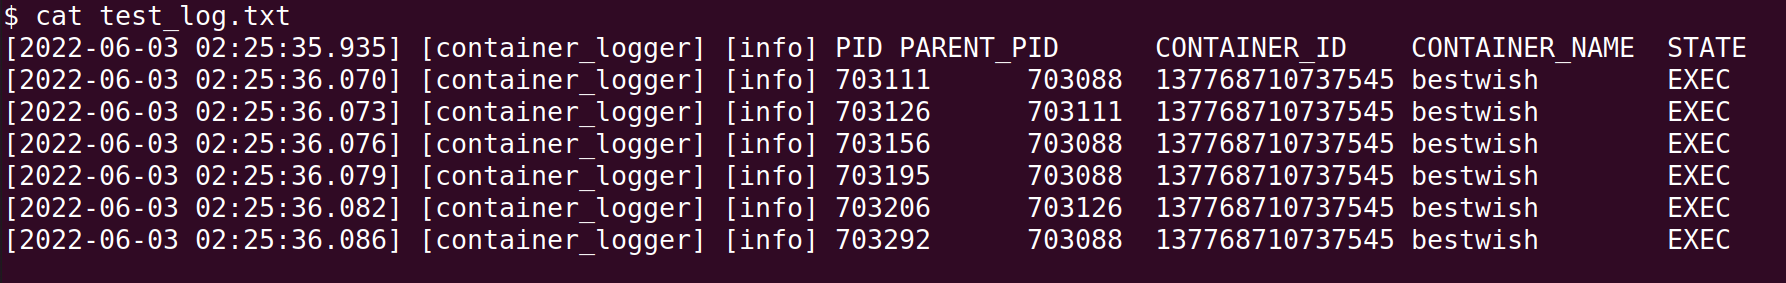 $ cat test_log.txt
[2022-06-03 02:25:35.935] [container_logger] [info] PID PARENT_PID      CONTAINER_ID    CONTAINER_NAME  STATE
[2022-06-03 02:25:36.070] [container_logger] [info] 703111      703088  137768710737545 bestwish        EXEC
[2022-06-03 02:25:36.073] [container_logger] [info] 703126      703111  137768710737545 bestwish        EXEC
[2022-06-03 02:25:36.076] [container_logger] [info] 703156      703088  137768710737545 bestwish        EXEC
[2022-06-03 02:25:36.079] [container_logger] [info] 703195      703088  137768710737545 bestwish        EXEC
[2022-06-03 02:25:36.082] [container_logger] [info] 703206      703126  137768710737545 bestwish        EXEC
[2022-06-03 02:25:36.086] [container_logger] [info] 703292      703088  137768710737545 bestwish        EXEC